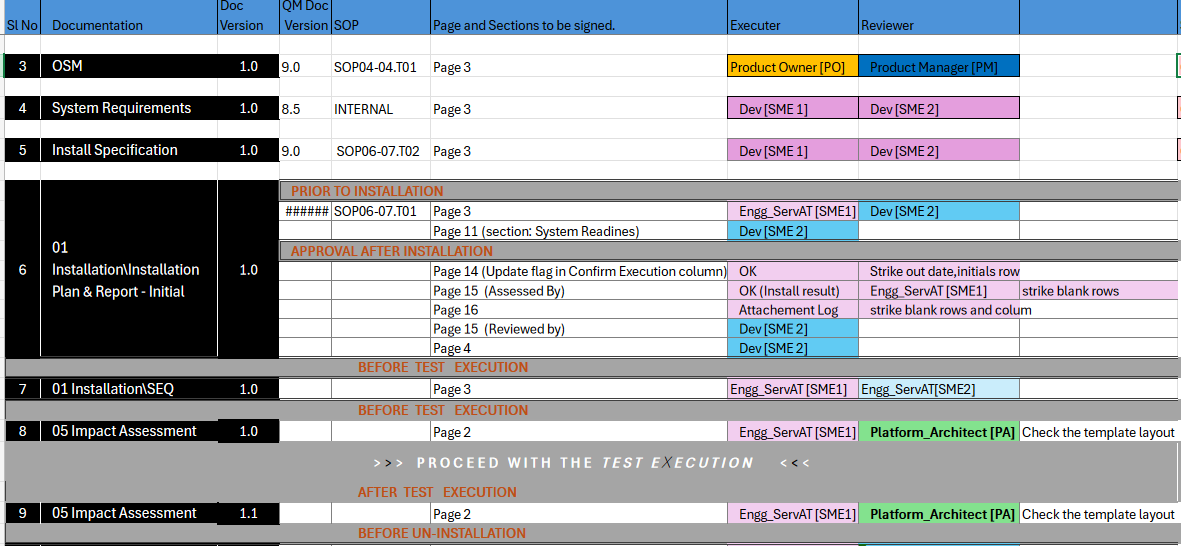 Sl No Documentation Doc Version QM Doc Version SOP Page and Sections to be signed. Executer Reviewer
3 OSM 1.0 9.0 SOP04-04.T01 Page 3 Product Owner [PO] Product Manager [PM]
4 System Requirements 1.0 8.5 INTERNAL Page 3 Dev [SME 1] Dev [SME 2]
5 Install Specification 1.0 9.0 SOP06-07.T02 Page 3 Dev [SME 1] Dev [SME 2]
PRIOR TO INSTALLATION
6 01 Installation\Installation Plan & Report - Initial 1.0 ###### SOP06-07.T01 Page 3 Engg_ServAT [SME1] Dev [SME 2]
Page 11 (section: System Readines) Dev [SME 2]
APPROVAL AFTER INSTALLATION
Page 14 (Update flag in Confirm Execution column) OK Strike out date,initials row
Page 15 (Assessed By) OK (Install result) Engg_ServAT [SME1] strike blank rows
Page 16 Attachement Log strike blank rows and colum
Page 15 (Reviewed by) Dev [SME 2]
Page 4 Dev [SME 2]
BEFORE TEST EXECUTION
7 01 Installation\SEQ 1.0 Page 3 Engg_ServAT [SME1] Engg_ServAT[SME2]
BEFORE TEST EXECUTION
8 05 Impact Assessment 1.0 Page 2 Engg_ServAT [SME1] Platform_Architect [PA] Check the template layout
>>> PROCEED WITH THE TEST EXECUTION <<<
AFTER TEST EXECUTION
9 05 Impact Assessment 1.1 Page 2 Engg_ServAT [SME1] Platform_Architect [PA] Check the template layout
BEFORE UN-INSTALLATION